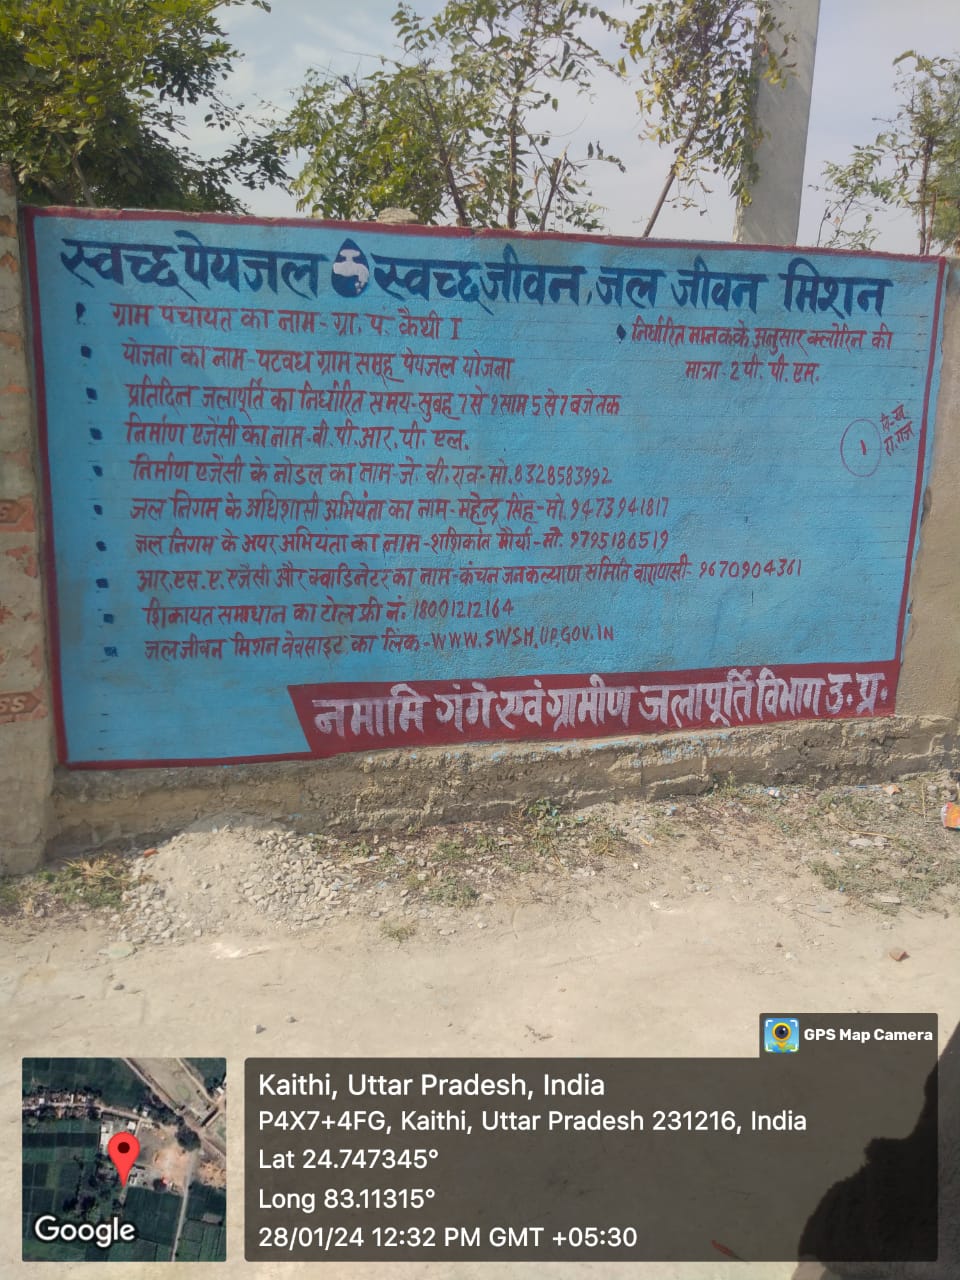 स्वच्छ पेयजल स्वच्छ जीवन, जल जीवन मिशन
ग्राम पंचायत का नाम- ग्रा. प. कैथी I
योजना का नाम- पटवध ग्राम समूह पेयजल योजना
प्रतिदिन जलापूर्ति का निर्धारित समय- सुबह 7 से 9 साम 5 से 7 बजे तक
निर्माण एजेंसी का नाम- बी. पी. आर. पी. एल.
निर्माण एजेंसी के नोडल का नाम- जे. वी. राव- मो. 8328583992
जल निगम के अधिशासी अभियंता का नाम- महेन्द्र सिंह- मो. 9473941817
जल निगम के अपर अभियंता का नाम- शशिकांत मौर्या- मो. 9795186519
आर. एस. ए. एजेंसी और क्वाडिनेटर का नाम- कंचन जनकल्याण समिति वाराणसी- 9670904361
शिकायत समाधान का टोल फ्री नं. 18001212164
जल जीवन मिशन वेबसाइट का लिंक- WWW.SWSH.UP.GOV.IN
निर्धारित मानक के अनुसार क्लोरिन की
मात्रा- 2 पी. पी. एम.
1
नमामि गंगे एवं ग्रामीण जलापूर्ति विभाग उ. प्र.
GPS Map Camera
Kaithi, Uttar Pradesh, India
P4X7+4FG, Kaithi, Uttar Pradesh 231216, India
Lat 24.747345°
Long 83.11315°
28/01/24 12:32 PM GMT +05:30
Google